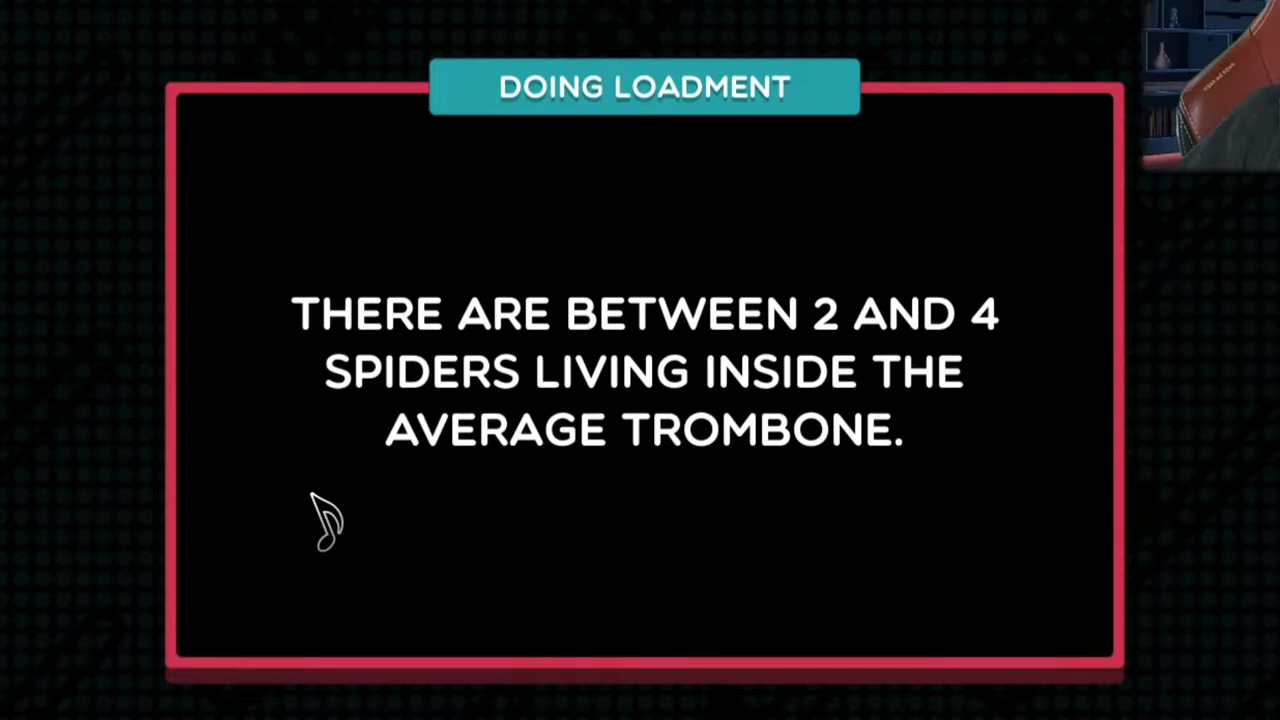 DOING LOADMENT
THERE ARE BETWEEN 2 AND 4
SPIDERS LIVING INSIDE THE
AVERAGE TROMBONE.